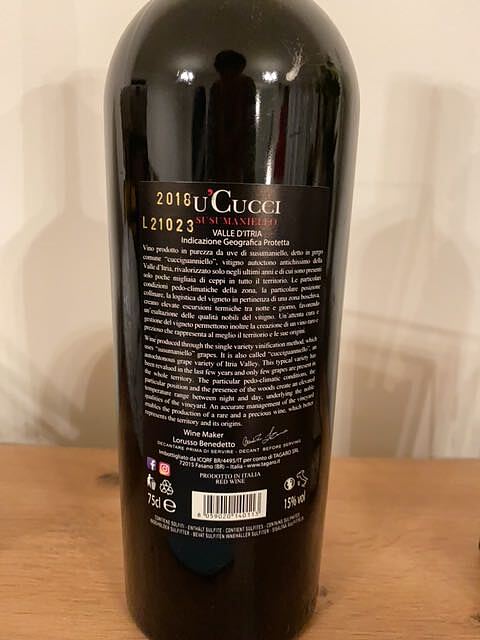 2018
U'CUCCI
L21023
SUSUMANIELLO
VALLE D'ITRIA
Indicazione Geografica Protetta
Vino prodotto in purezza da uve di susumaniello, detto in gergo
comune "cucciguanniello", vitigno autoctono antichissimo della
Valle d'Itria, rivalorizzato solo negli ultimi anni e di cui sono presenti
solo poche migliaia di ceppi in tutto il territorio. Le particolari
condizioni pedo-climatiche della zona, la particolare posizione
collinare, la logistica del vigneto in pertinenza di una zona boschiva,
creano elevate escursioni termiche tra notte e giorno, favorendo
un'esaltazione delle qualità nobili del vitigno. Un'attenta cura e
gestione del vigneto permettono inoltre la creazione di un vino raro e
prezioso che rappresenta al meglio il territorio e le sue origini.
Wine produced through the single variety vinification method, which
uses "susumaniello" grapes. It is also called "cucciguanniello", an
autochtonous grape variety of Itria Valley. This typical variety has
been revalued in the last few years and only few grapes are present in
the whole territory. The particular pedo-climatic conditions, the
particular position and the presence of the woods create an elevated
temperature range between night and day, underlying the noble
qualities of the vineyard. An accurate management of the vineyard
enables the production of a rare and a precious wine, which better
represents the territory and its origins.
Wine Maker
Lorusso Benedetto
DECANTARE PRIMA DI SERVIRE - DECANT BEFORE SERVING
Imbottigliato da ICQRF BR/4495/IT per conto di TAGARO SRL
72015 Fasano (BR) – Italia - www.tagaro.it
PRODOTTO IN ITALIA
RED WINE
75cl e
15% vol
8 059020 140113
CONTIENE SOLFITI - ENTHÄLT SULFITE - CONTIENT SULFITES - CONTAINS SULPHITES